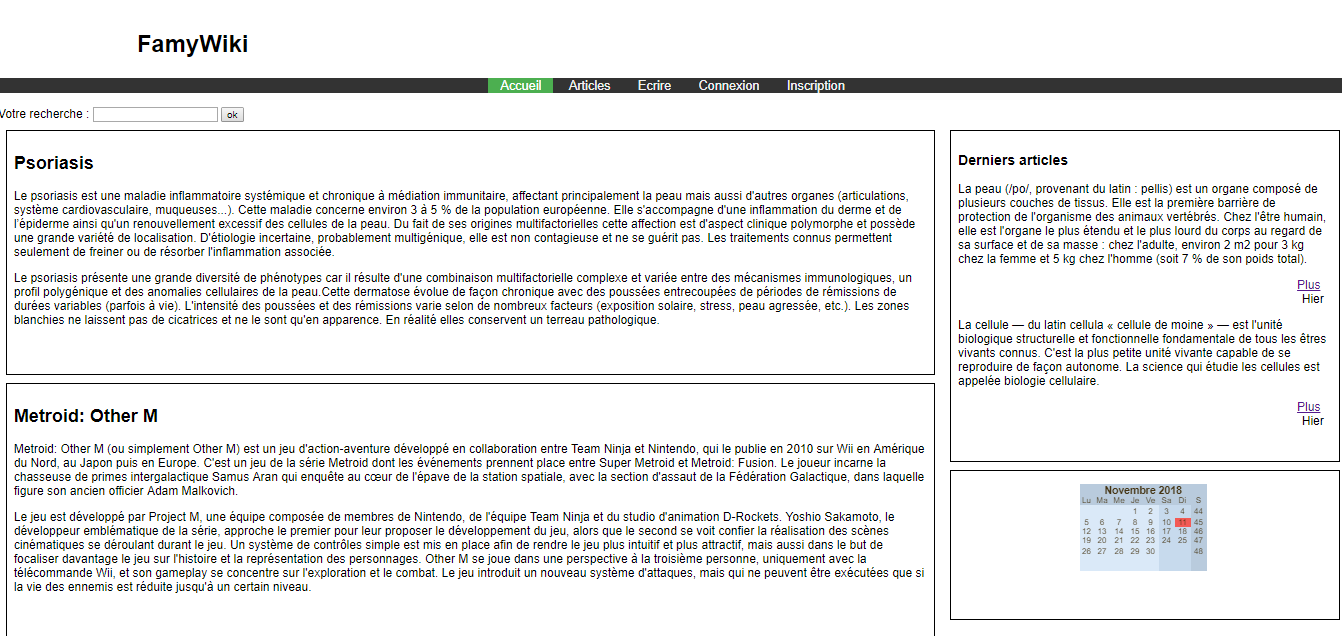 FamyWiki
Accueil Articles Ecrire Connexion Inscription
Votre recherche : ok
Psoriasis
Le psoriasis est une maladie inflammatoire systémique et chronique à médiation immunitaire, affectant principalement la peau mais aussi d'autres organes (articulations,
système cardiovasculaire, muqueuses...). Cette maladie concerne environ 3 à 5 % de la population européenne. Elle s'accompagne d'une inflammation du derme et de
l'épiderme ainsi qu'un renouvellement excessif des cellules de la peau. Du fait de ses origines multifactorielles cette affection est d'aspect clinique polymorphe et possède
une grande variété de localisation. D'étiologie incertaine, probablement multigénique, elle est non contagieuse et ne se guérit pas. Les traitements connus permettent
seulement de freiner ou de résorber l'inflammation associée.
Le psoriasis présente une grande diversité de phénotypes car il résulte d'une combinaison multifactorielle complexe et variée entre des mécanismes immunologiques, un
profil polygénique et des anomalies cellulaires de la peau.Cette dermatose évolue de façon chronique avec des poussées entrecoupées de périodes de rémissions de
durées variables (parfois à vie). L'intensité des poussées et des rémissions varie selon de nombreux facteurs (exposition solaire, stress, peau agressée, etc.). Les zones
blanchies ne laissent pas de cicatrices et ne le sont qu'en apparence. En réalité elles conservent un terreau pathologique.
Metroid: Other M
Metroid: Other M (ou simplement Other M) est un jeu d'action-aventure développé en collaboration entre Team Ninja et Nintendo, qui le publie en 2010 sur Wii en Amérique
du Nord, au Japon puis en Europe. C'est un jeu de la série Metroid dont les événements prennent place entre Super Metroid et Metroid: Fusion. Le joueur incarne la
chasseuse de primes intergalactique Samus Aran qui enquête au cœur de l'épave de la station spatiale, avec la section d'assaut de la Fédération Galactique, dans laquelle
figure son ancien officier Adam Malkovich.
Le jeu est développé par Project M, une équipe composée de membres de Nintendo, de l'équipe Team Ninja et du studio d'animation D-Rockets. Yoshio Sakamoto, le
développeur emblématique de la série, approche le premier pour leur proposer le développement du jeu, alors que le second se voit confier la réalisation des scènes
cinématiques se déroulant durant le jeu. Un système de contrôles simple est mis en place afin de rendre le jeu plus intuitif et plus attractif, mais aussi dans le but de
focaliser davantage le jeu sur l'histoire et la représentation des personnages. Other M se joue dans une perspective à la troisième personne, uniquement avec la
télécommande Wii, et son gameplay se concentre sur l'exploration et le combat. Le jeu introduit un nouveau système d'attaques, mais qui ne peuvent être exécutées que si
la vie des ennemis est réduite jusqu'à un certain niveau.
Derniers articles
La peau (/po/, provenant du latin : pellis) est un organe composé de
plusieurs couches de tissus. Elle est la première barrière de
protection de l'organisme des animaux vertébrés. Chez l'être humain,
elle est l'organe le plus étendu et le plus lourd du corps au regard de
sa surface et de sa masse : chez l'adulte, environ 2 m2 pour 3 kg
chez la femme et 5 kg chez l'homme (soit 7 % de son poids total).
Plus
Hier
La cellule — du latin cellula « cellule de moine » — est l'unité
biologique structurelle et fonctionnelle fondamentale de tous les êtres
vivants connus. C'est la plus petite unité vivante capable de se
reproduire de façon autonome. La science qui étudie les cellules est
appelée biologie cellulaire.
Plus
Hier
Novembre 2018
Lu Ma Me Je Ve Sa Di S
1 2 3 4 44
5 6 7 8 9 10 11 45
12 13 14 15 16 17 18 46
19 20 21 22 23 24 25 47
26 27 28 29 30 48